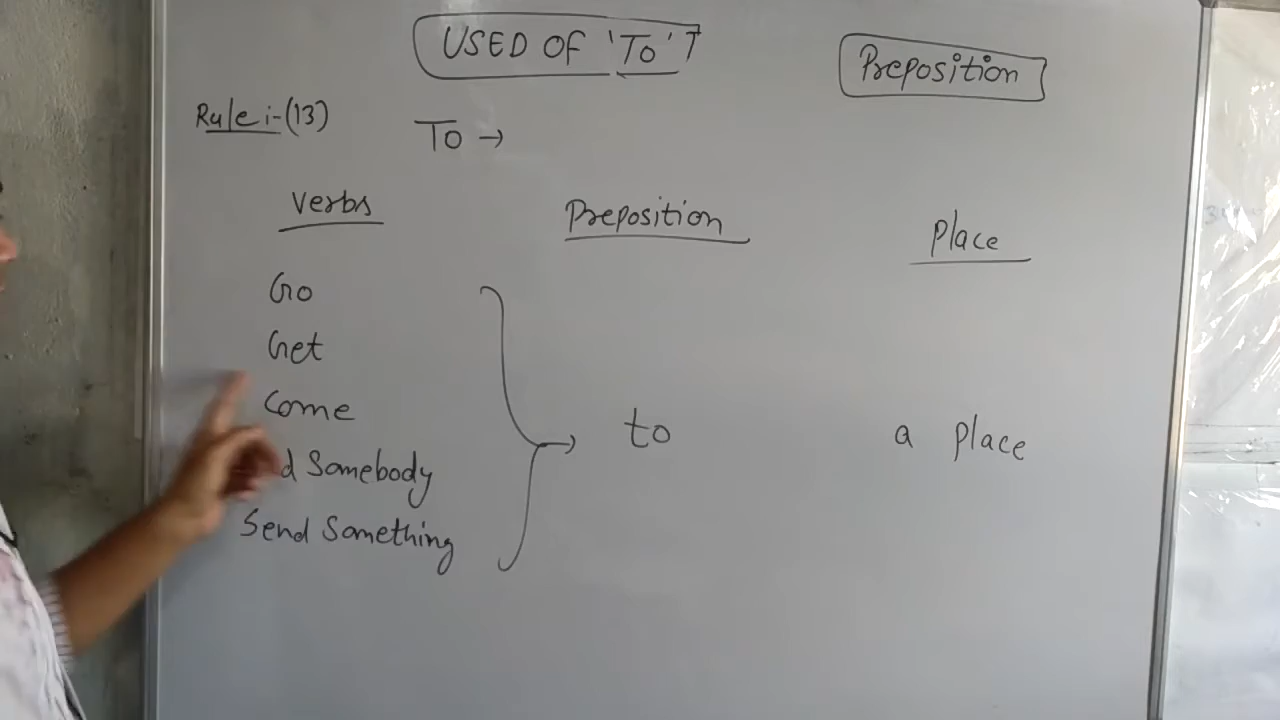 USED OF 'To' ?
Preposition
Rule :- (13)
To →
Verbs
Preposition
Place
Go
Get
Come
Somebody
Send Something
to
a place